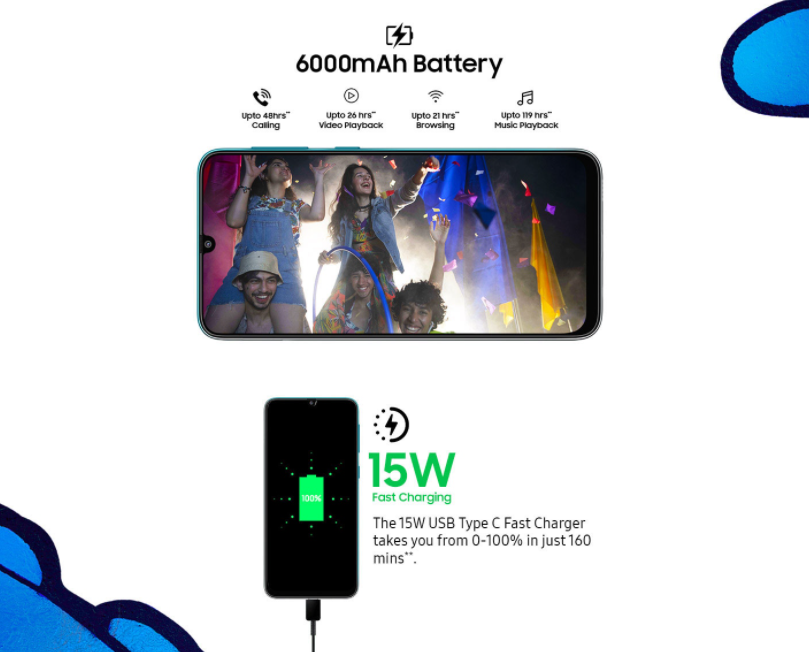 6000mAh Battery
Upto 48hrs** Upto 26 hrs** Upto 21 hrs** Upto 119 hrs**
Calling Video Playback Browsing Music Playback
100%
15W
Fast Charging
The 15W USB Type C Fast Charger
takes you from 0-100% in just 160
mins**.